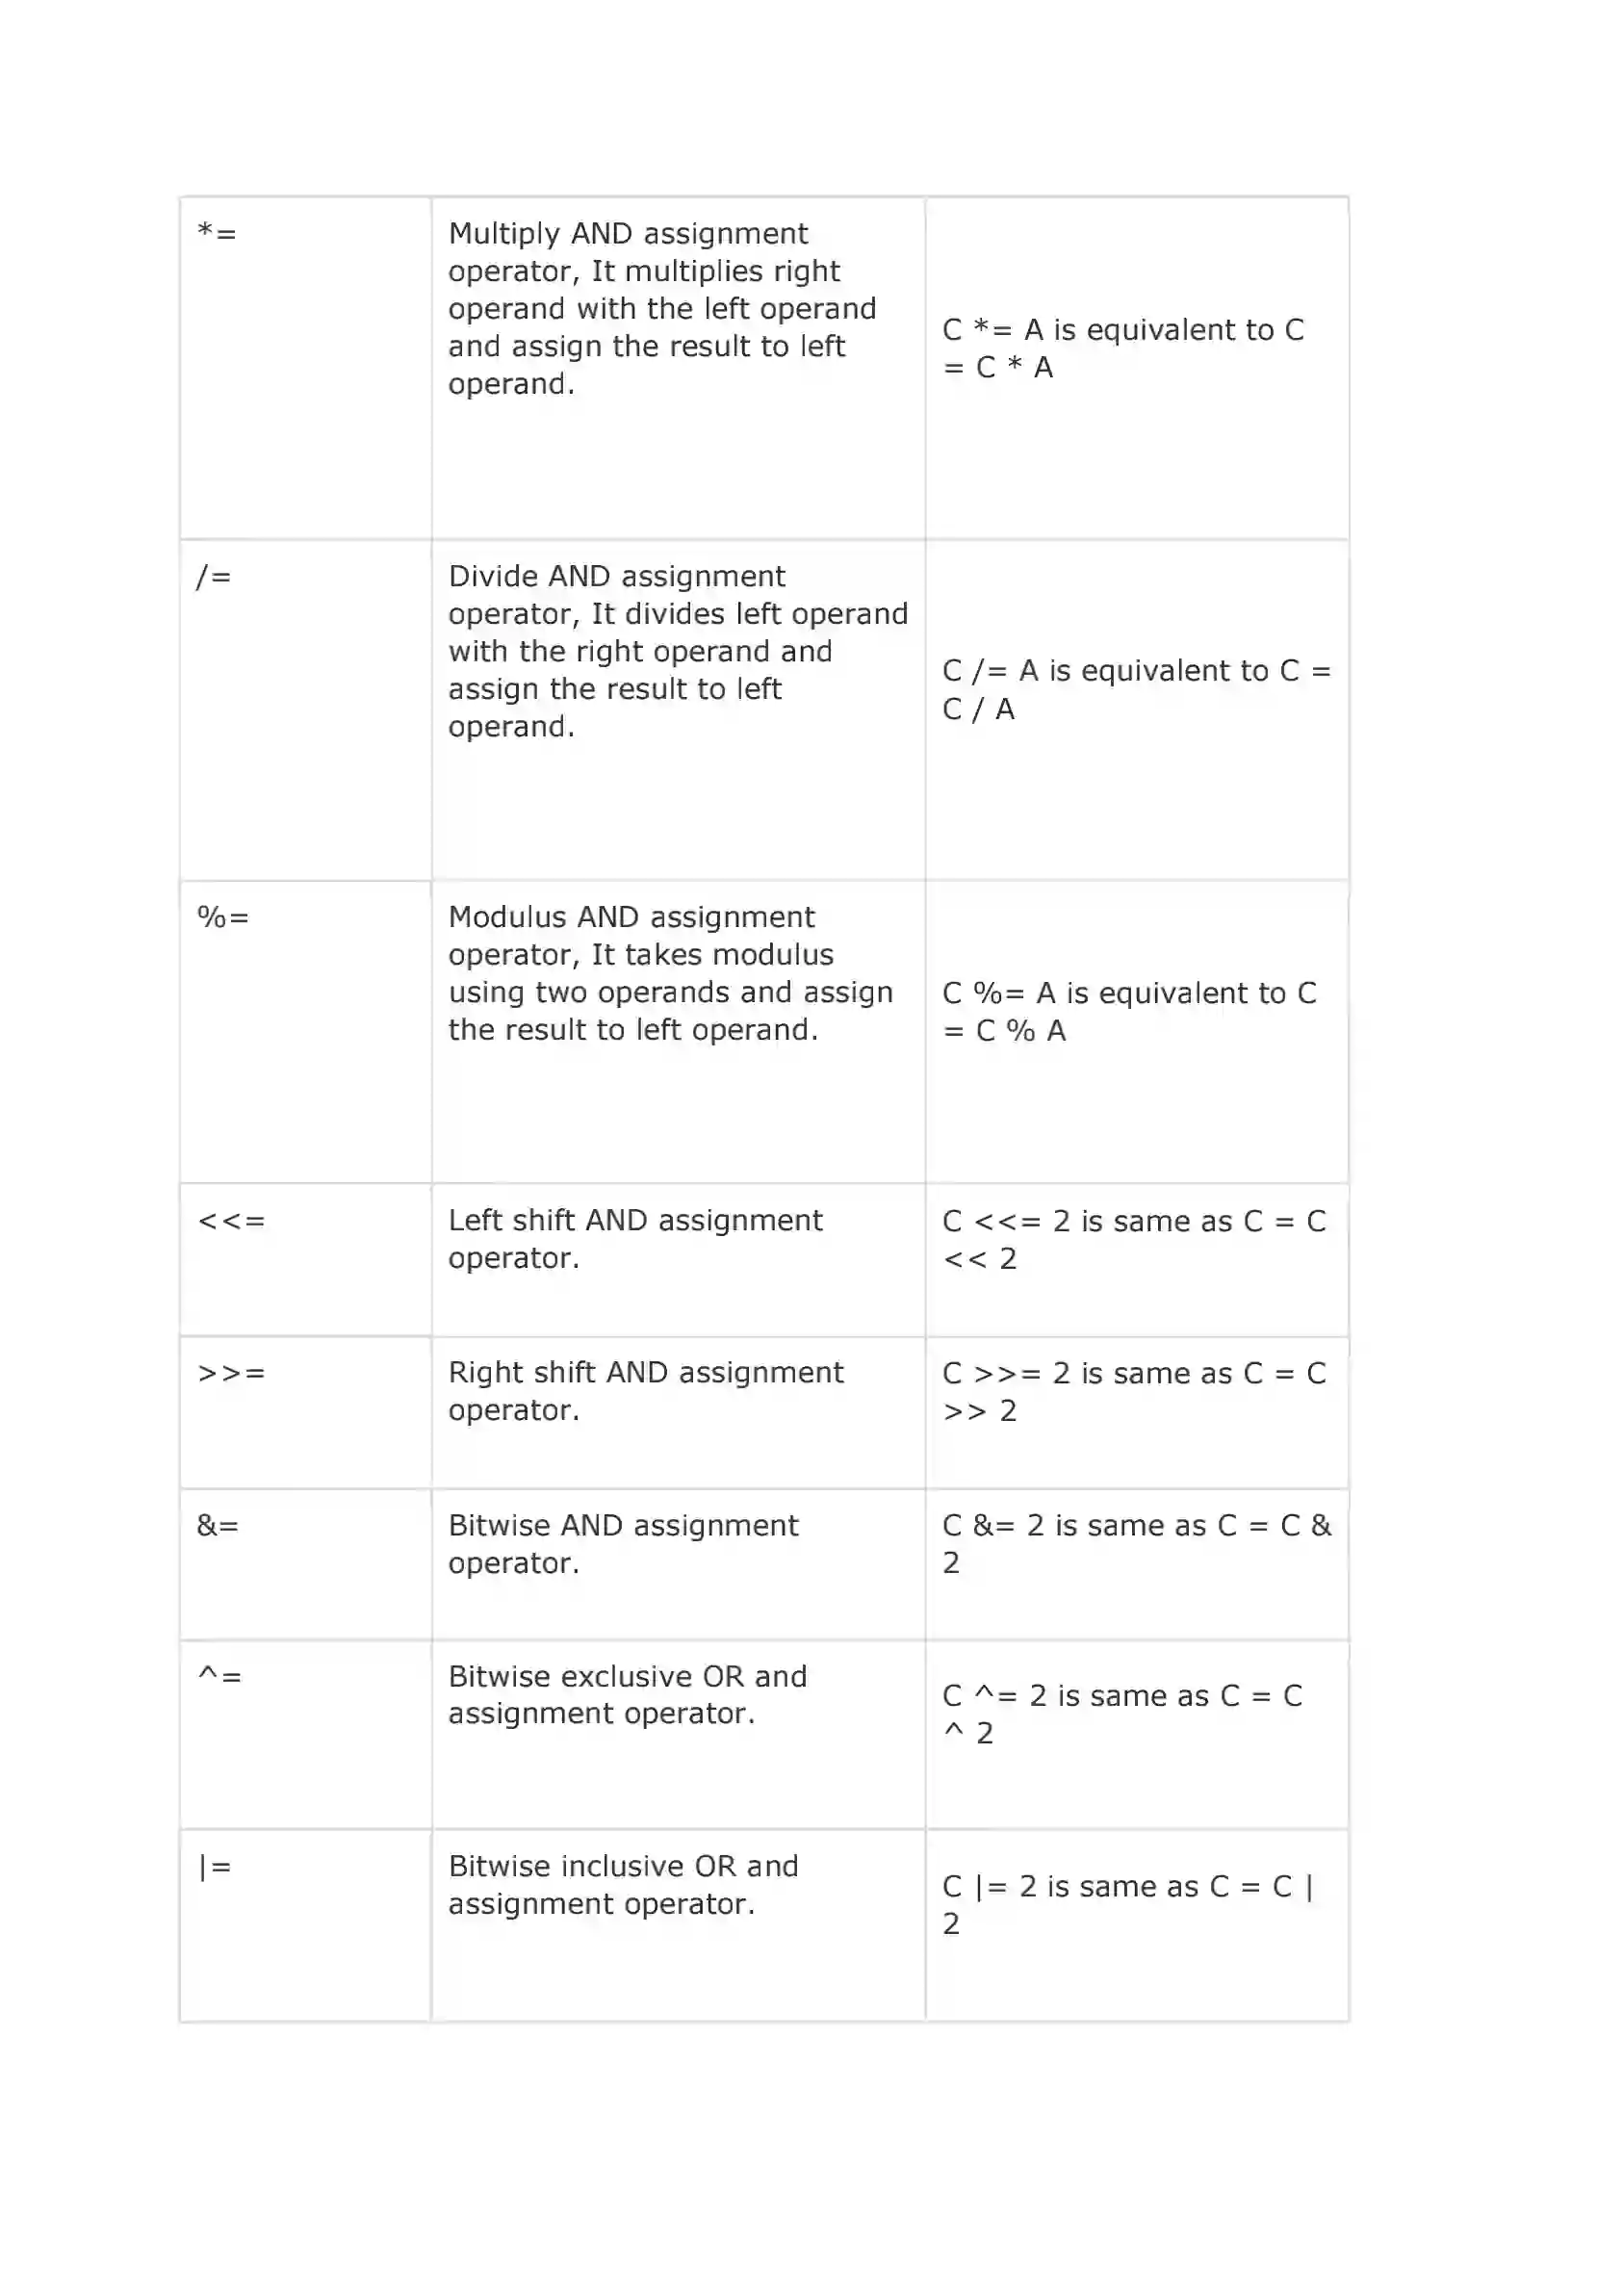 *=
Multiply AND assignment
operator, It multiplies right
operand with the left operand
and assign the result to left
operand.
C *= A is equivalent to C
= C * A
/=
Divide AND assignment
operator, It divides left operand
with the right operand and
assign the result to left
operand.
C /= A is equivalent to C =
C / A
%=
Modulus AND assignment
operator, It takes modulus
using two operands and assign
the result to left operand.
C %= A is equivalent to C
= C % A
<<=
Left shift AND assignment
operator.
C <<= 2 is same as C = C
<< 2
>>=
Right shift AND assignment
operator.
C >>= 2 is same as C = C
>> 2
&=
Bitwise AND assignment
operator.
C &= 2 is same as C = C &
2
^=
Bitwise exclusive OR and
assignment operator.
C ^= 2 is same as C = C
^ 2
|=
Bitwise inclusive OR and
assignment operator.
C |= 2 is same as C = C |
2